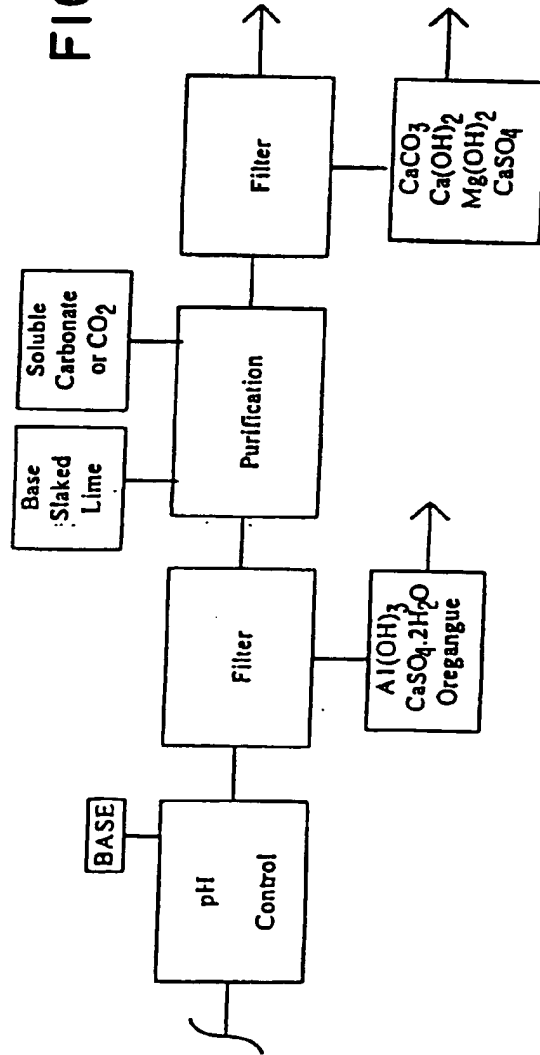 FIG
BASE
pH
Control
Filter
Al(OH)3
CaSO4.2H2O
Oregangue
Base
Slaked
Lime
Soluble
Carbonate
or CO2
Purification
Filter
CaCO3
Ca(OH)2
Mg(OH)2
CaSO4